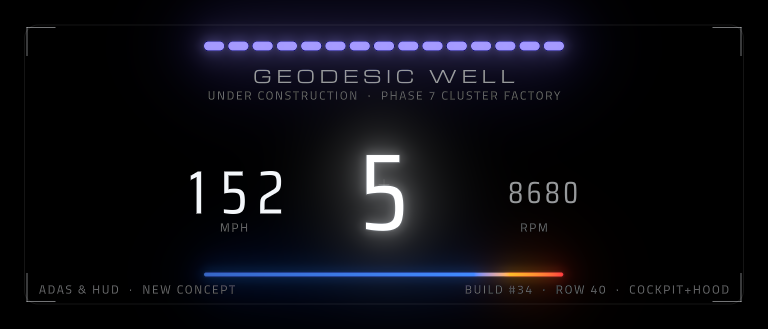 GEODESIC WELL
UNDER CONSTRUCTION · PHASE 7 CLUSTER FACTORY
152
MPH
5
8680
RPM
ADAS & HUD · NEW CONCEPT
BUILD #34 · ROW 40 · COCKPIT+HOOD